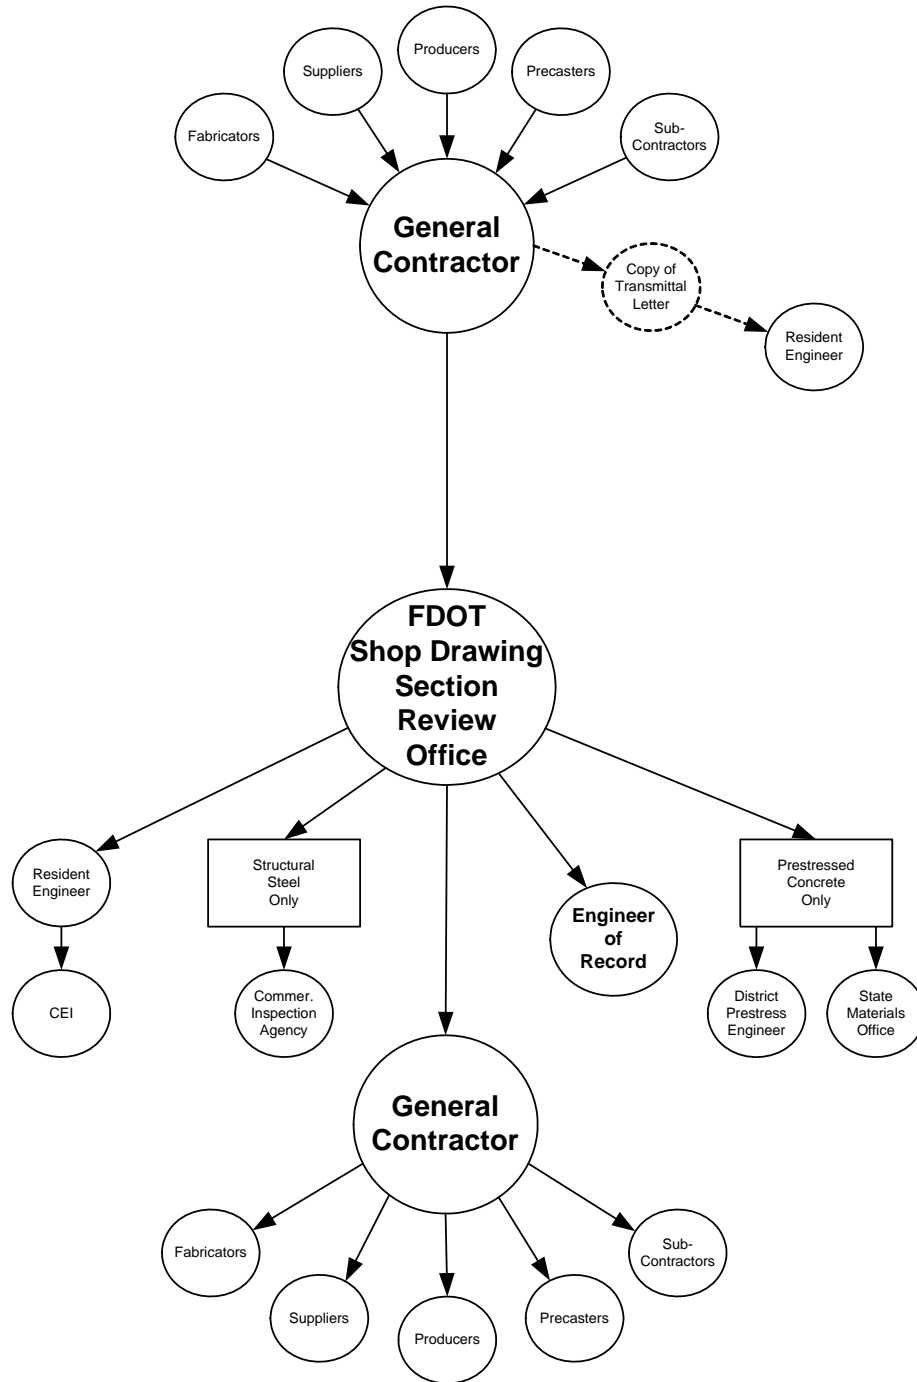 Producers
Suppliers
Precasters
Fabricators
Sub-
Contractors
General
Contractor
Copy of
Transmittal
Letter
Resident
Engineer
FDOT
Shop Drawing
Section
Review
Office
Resident
Engineer
Structural
Steel
Only
Engineer
of
Record
Prestressed
Concrete
Only
CEI
Commer.
Inspection
Agency
District
Prestress
Engineer
State
Materials
Office
General
Contractor
Fabricators
Sub-
Contractors
Suppliers
Producers
Precasters